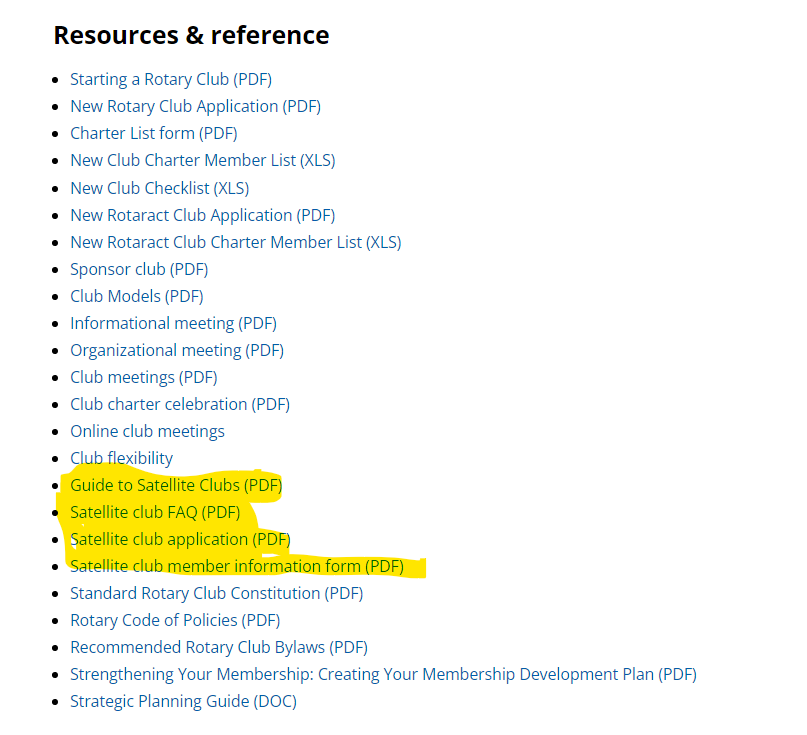 Resources & reference
Starting a Rotary Club (PDF)
New Rotary Club Application (PDF)
Charter List form (PDF)
New Club Charter Member List (XLS)
New Club Checklist (XLS)
New Rotaract Club Application (PDF)
New Rotaract Club Charter Member List (XLS)
Sponsor club (PDF)
Club Models (PDF)
Informational meeting (PDF)
Organizational meeting (PDF)
Club meetings (PDF)
Club charter celebration (PDF)
Online club meetings
Club flexibility
Guide to Satellite Clubs (PDF)
Satellite club FAQ (PDF)
Satellite club application (PDF)
Satellite club member information form (PDF)
Standard Rotary Club Constitution (PDF)
Rotary Code of Policies (PDF)
Recommended Rotary Club Bylaws (PDF)
Strengthening Your Membership: Creating Your Membership Development Plan (PDF)
Strategic Planning Guide (DOC)